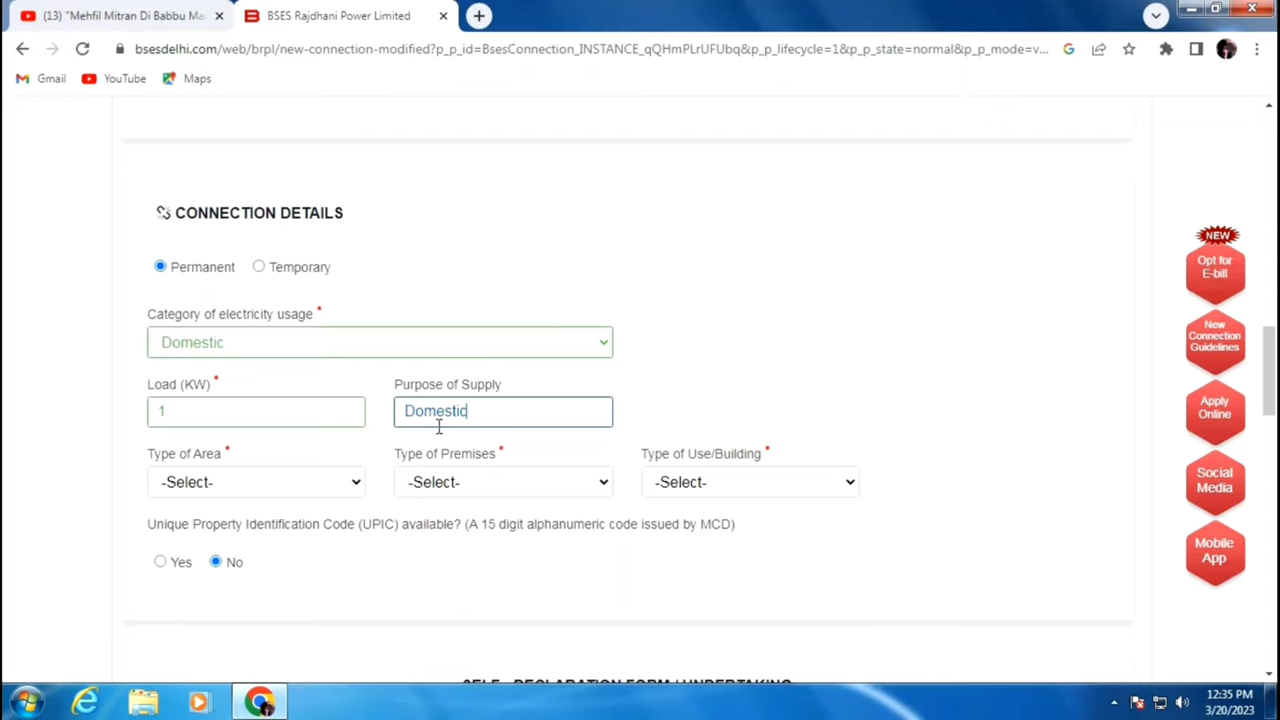 (13) "Mehfil Mitran Di Babbu Ma
BSES Rajdhani Power Limited
bsesdelhi.com/web/brpl/new-connection-modified?p_p_id=BsesConnection_INSTANCE_qQHmPLrUFUbq&p_p_lifecycle=1&p_p_state=normal&p_p_mode=v...
Gmail YouTube Maps
CONNECTION DETAILS
Permanent Temporary
Category of electricity usage *
Domestic
Load (KW) * Purpose of Supply
1 Domestic
Type of Area * Type of Premises * Type of Use/Building *
-Select- -Select- -Select-
Unique Property Identification Code (UPIC) available? (A 15 digit alphanumeric code issued by MCD)
Yes No
SELF - DECLARATION FORM / UNDERTAKING
NEW
Opt for
E-bill
New
Connection
Guidelines
Apply
Online
Social
Media
Mobile
App
12:35 PM
3/20/2023